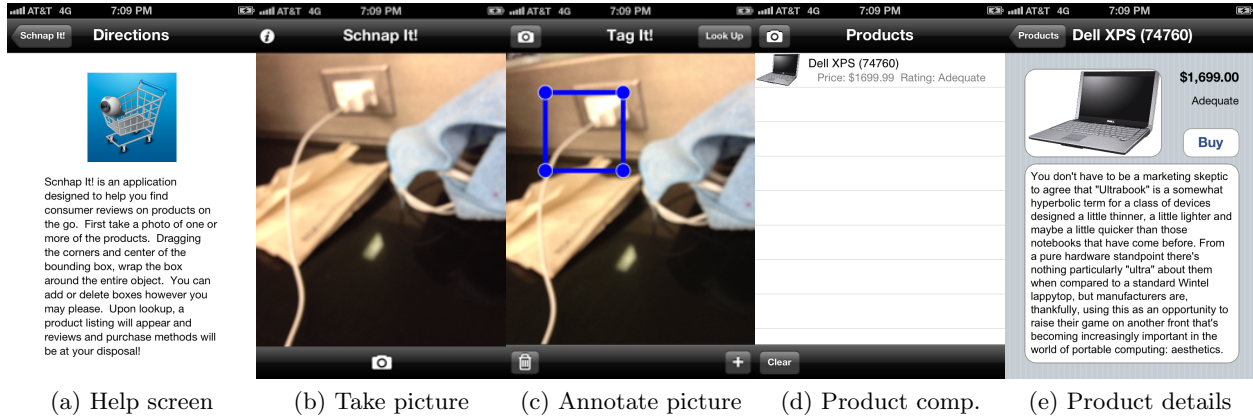 AT&T 4G 7:09 PM
Schnap It! Directions
Scnhap It! is an application
designed to help you find
consumer reviews on products on
the go. First take a photo of one or
more of the products. Dragging
the corners and center of the
bounding box, wrap the box
around the entire object. You can
add or delete boxes however you
may please. Upon lookup, a
product listing will appear and
reviews and purchase methods will
be at your disposal!
(a) Help screen
AT&T 4G 7:09 PM
Schnap It!
(b) Take picture
AT&T 4G 7:09 PM
Tag It! Look Up
(c) Annotate picture
AT&T 4G 7:09 PM
Products
Dell XPS (74760)
Price: $1699.99 Rating: Adequate
Clear
(d) Product comp.
AT&T 4G 7:09 PM
Products Dell XPS (74760)
$1,699.00
Adequate
Buy
You don't have to be a marketing skeptic
to agree that "Ultrabook" is a somewhat
hyperbolic term for a class of devices
designed a little thinner, a little lighter and
maybe a little quicker than those
notebooks that have come before. From
a pure hardware standpoint there's
nothing particularly "ultra" about them
when compared to a standard Wintel
lappytop, but manufacturers are,
thankfully, using this as an opportunity to
raise their game on another front that's
becoming increasingly important in the
world of portable computing: aesthetics.
(e) Product details